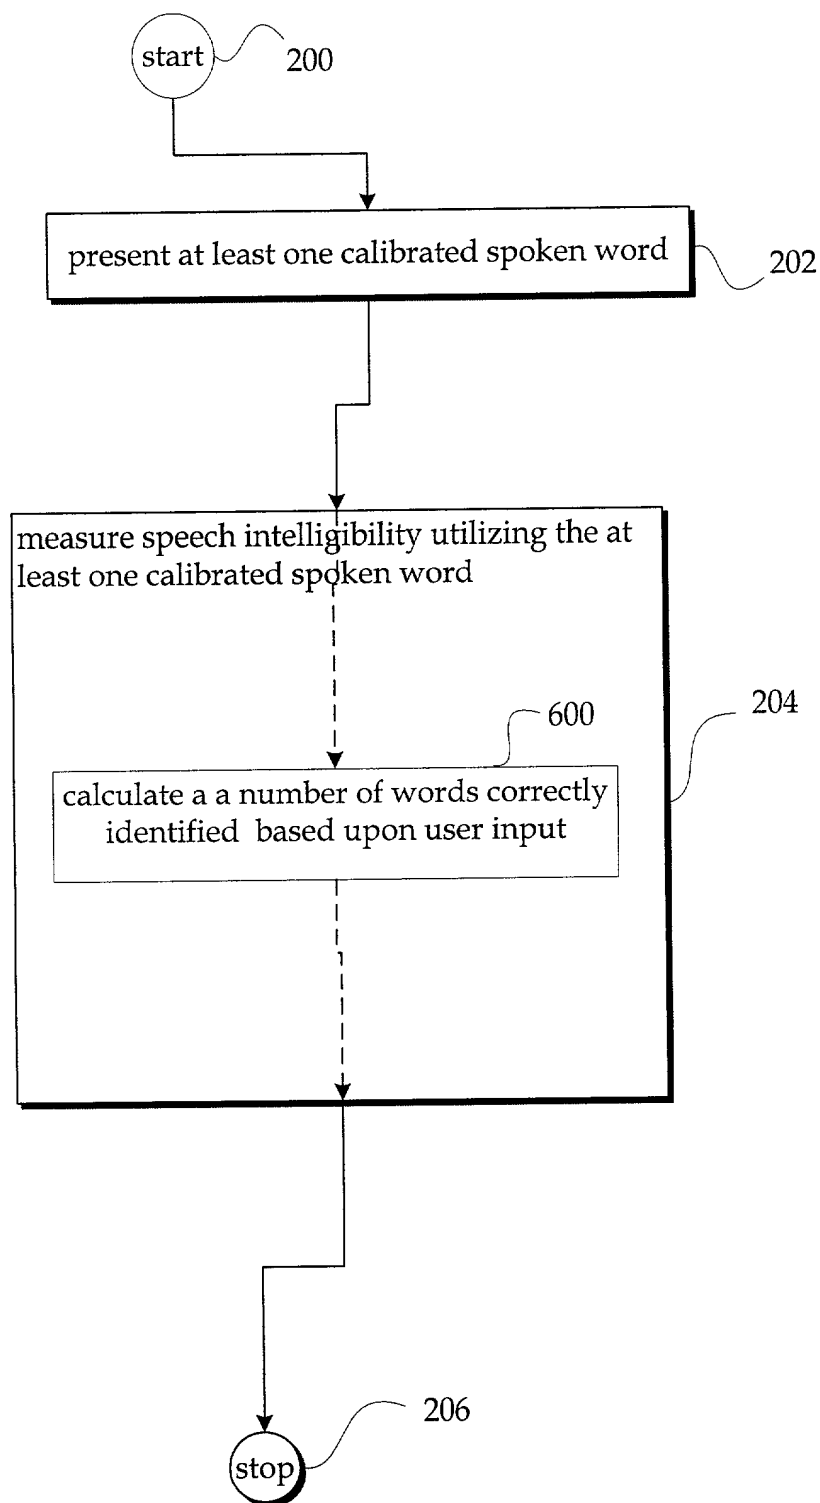 start
200
present at least one calibrated spoken word
202
measure speech intelligibility utilizing the at
least one calibrated spoken word
600
204
calculate a a number of words correctly
identified based upon user input
206
stop